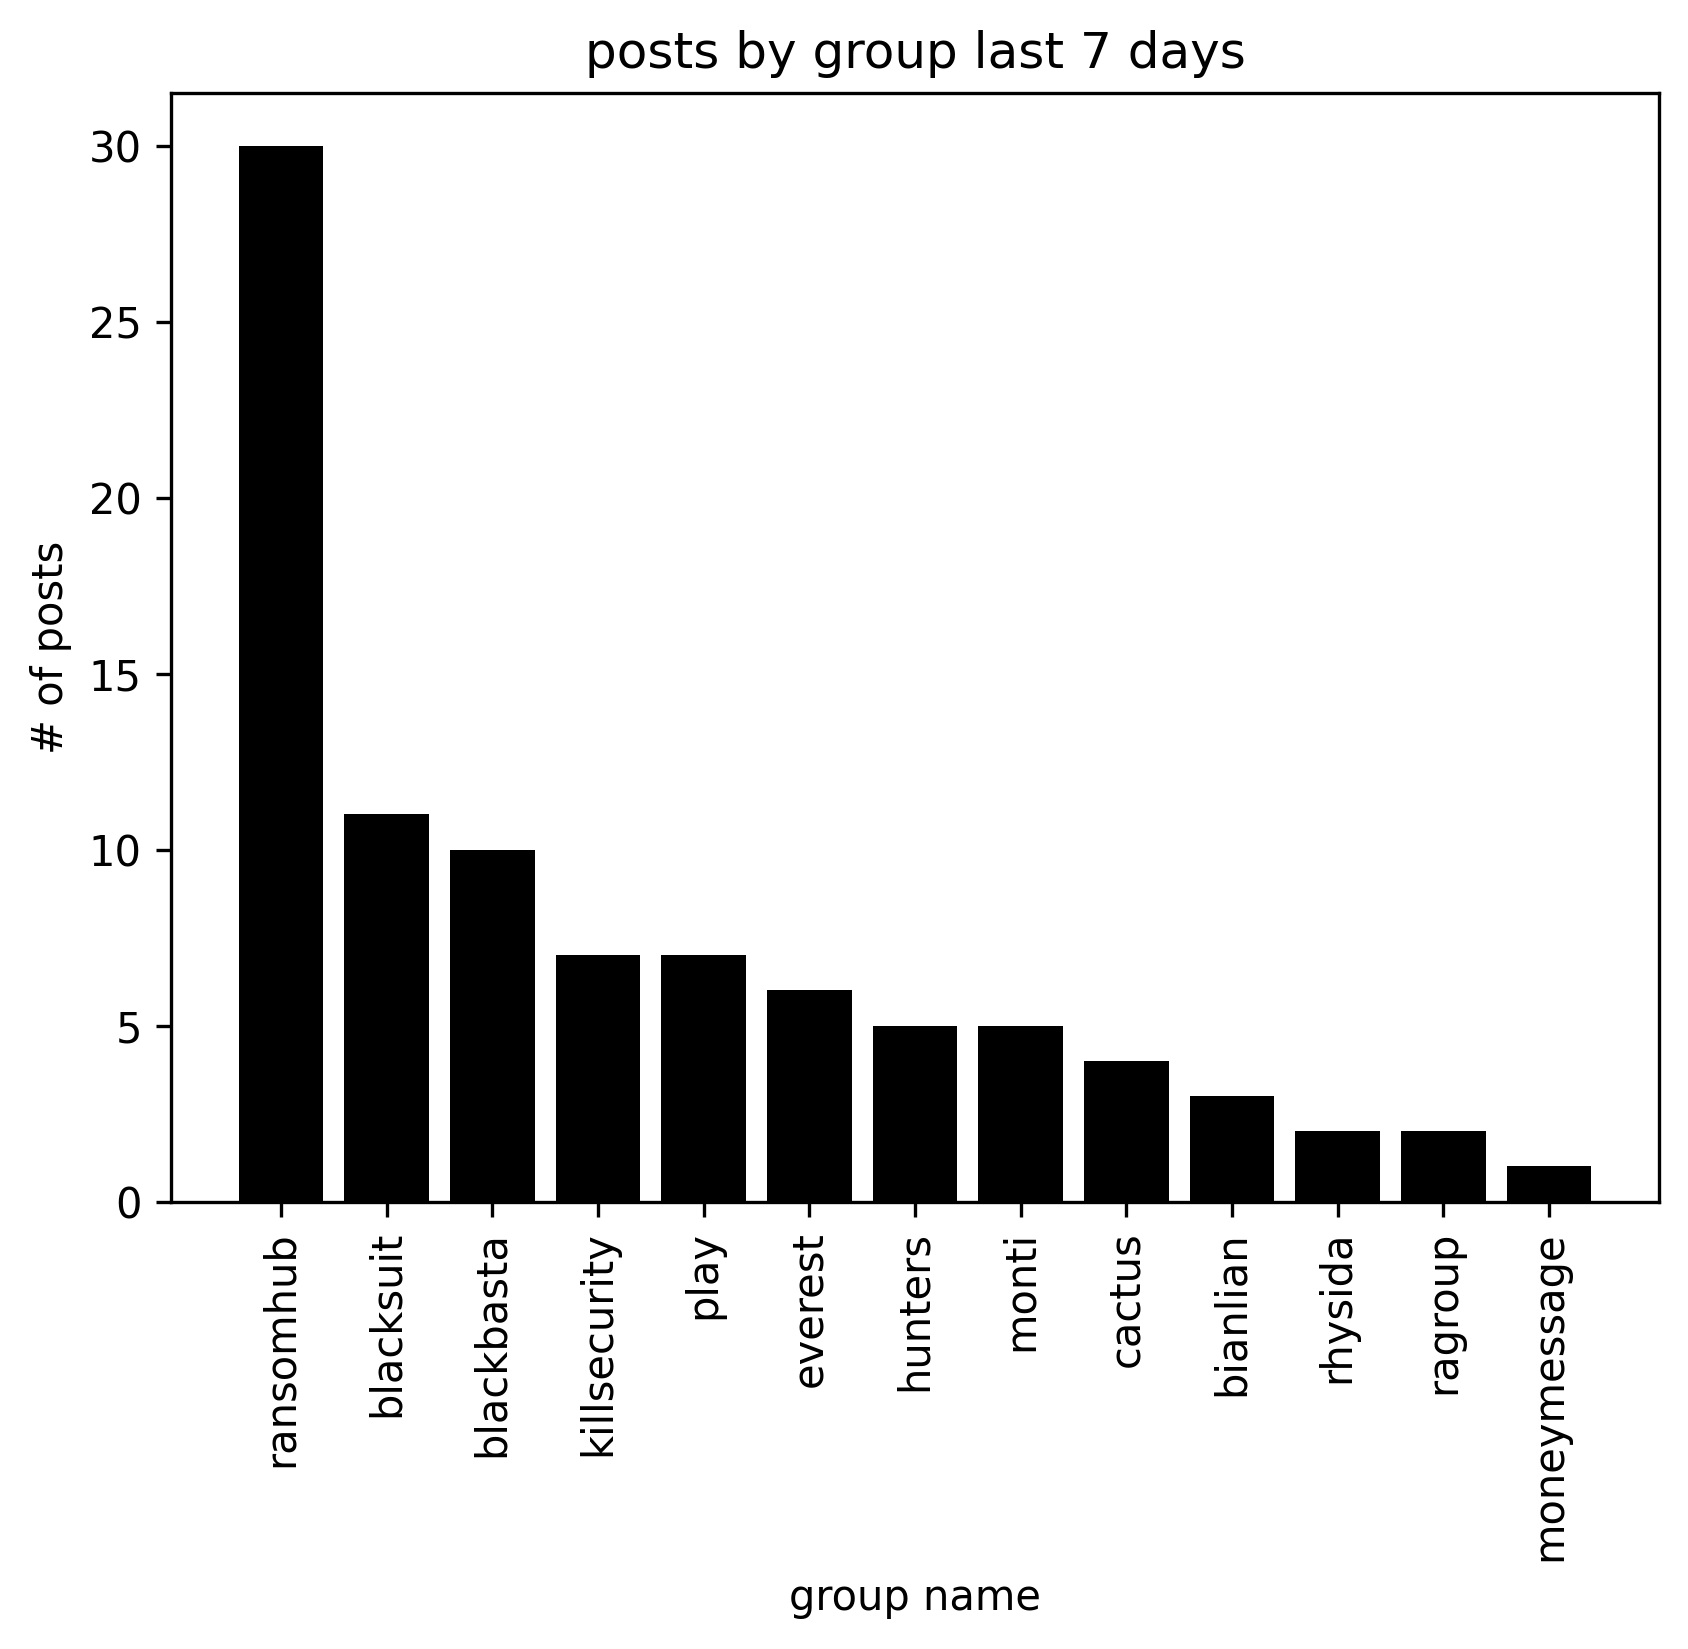 posts by group last 7 days
30
25
20
15
10
5
0
# of posts
ransomhub
blacksuit
blackbasta
killsecurity
play
everest
hunters
monti
cactus
bianlian
rhysida
ragroup
moneymessage
group name